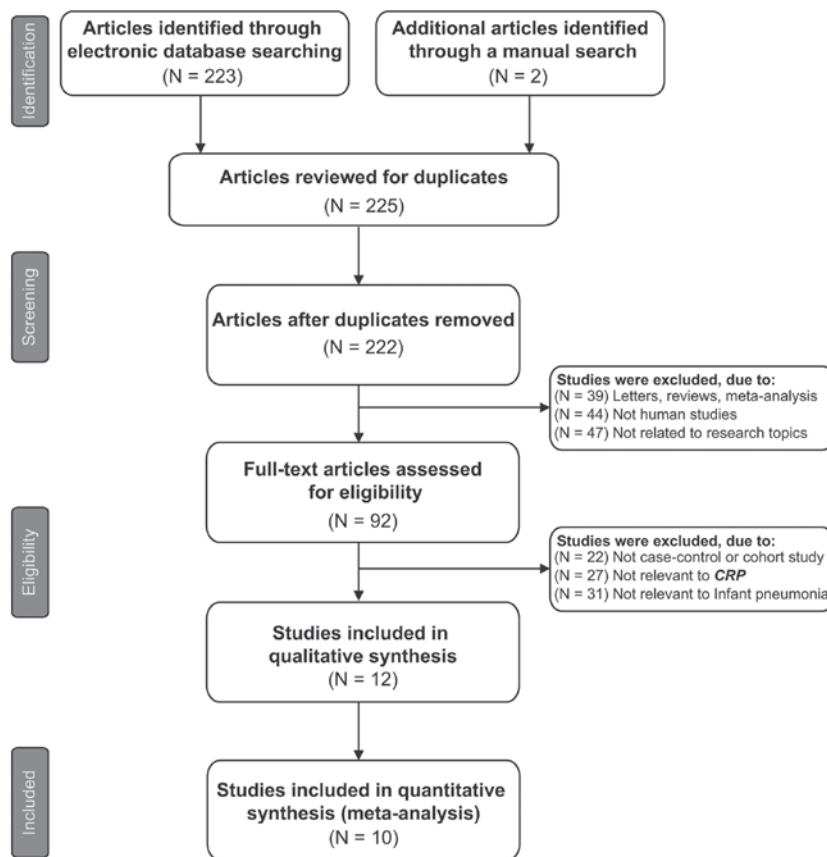 Identification
Articles identified through
electronic database searching
(N = 223)
Additional articles identified
through a manual search
(N = 2)
Articles reviewed for duplicates
(N = 225)
Screening
Articles after duplicates removed
(N = 222)
Studies were excluded, due to:
(N = 39) Letters, reviews, meta-analysis
(N = 44) Not human studies
(N = 47) Not related to research topics
Full-text articles assessed
for eligibility
(N = 92)
Eligibility
Studies were excluded, due to:
(N = 22) Not case-control or cohort study
(N = 27) Not relevant to CRP
(N = 31) Not relevant to Infant pneumonia
Studies included in
qualitative synthesis
(N = 12)
Included
Studies included in quantitative
synthesis (meta-analysis)
(N = 10)